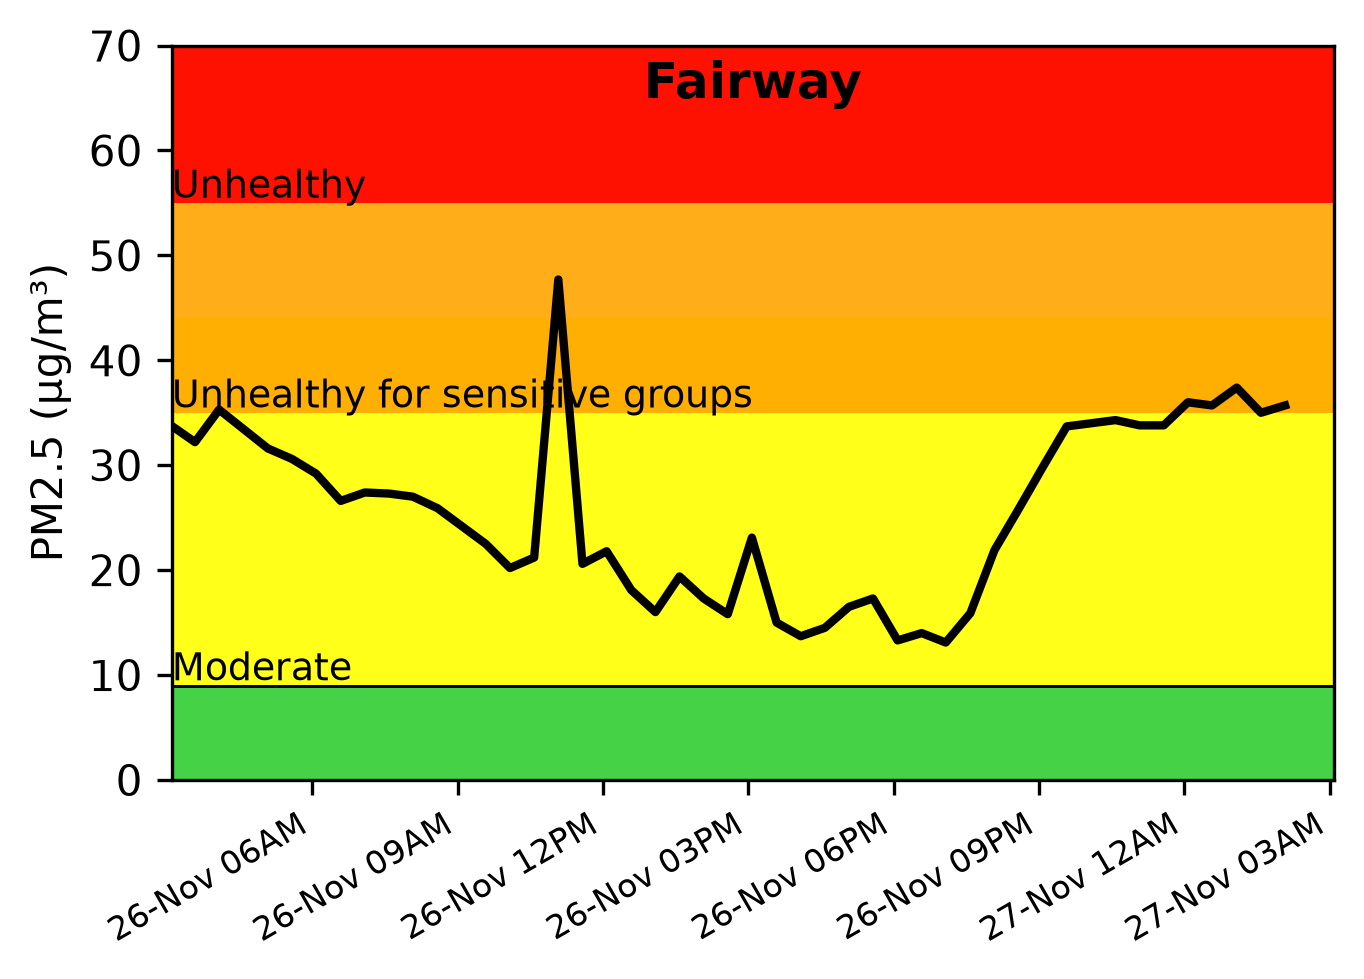 Fairway
70
60
50
40
30
20
10
0
PM2.5 (µg/m³)
Unhealthy
Unhealthy for sensitive groups
Moderate
26-Nov 06AM
26-Nov 09AM
26-Nov 12PM
26-Nov 03PM
26-Nov 06PM
26-Nov 09PM
27-Nov 12AM
27-Nov 03AM